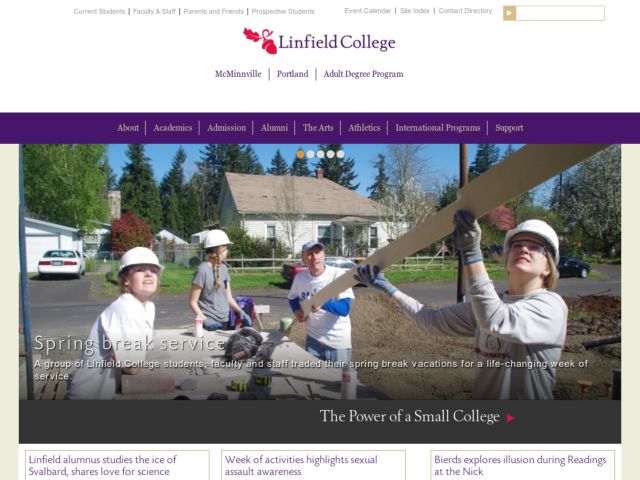 Current Students | Faculty & Staff | Parents and Friends | Prospective Students
Event Calendar | Site Index | Contact Directory
Linfield College
McMinnville | Portland | Adult Degree Program
About | Academics | Admission | Alumni | The Arts | Athletics | International Programs | Support
Spring break service
A group of Linfield College students, faculty and staff traded their spring break vacations for a life-changing week of
service.
The Power of a Small College
Linfield alumnus studies the ice of
Svalbard, shares love for science
Week of activities highlights sexual
assault awareness
Bierds explores illusion during Readings
at the Nick